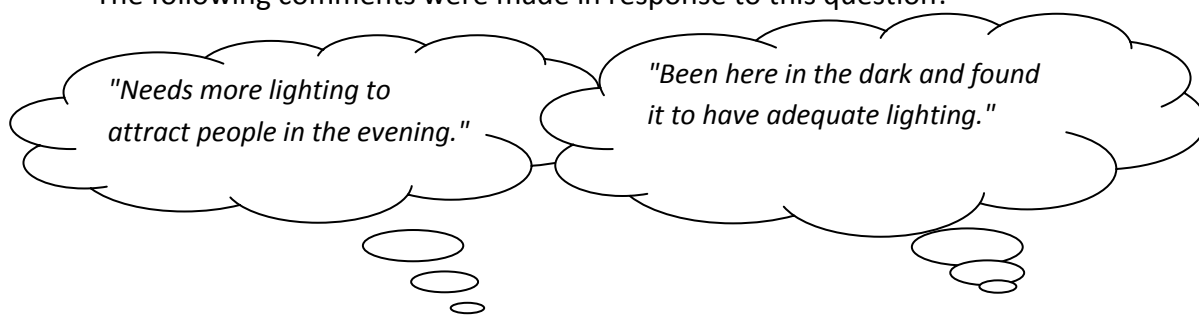 The following comments were made in response to this question:
"Needs more lighting to
attract people in the evening."
"Been here in the dark and found
it to have adequate lighting."